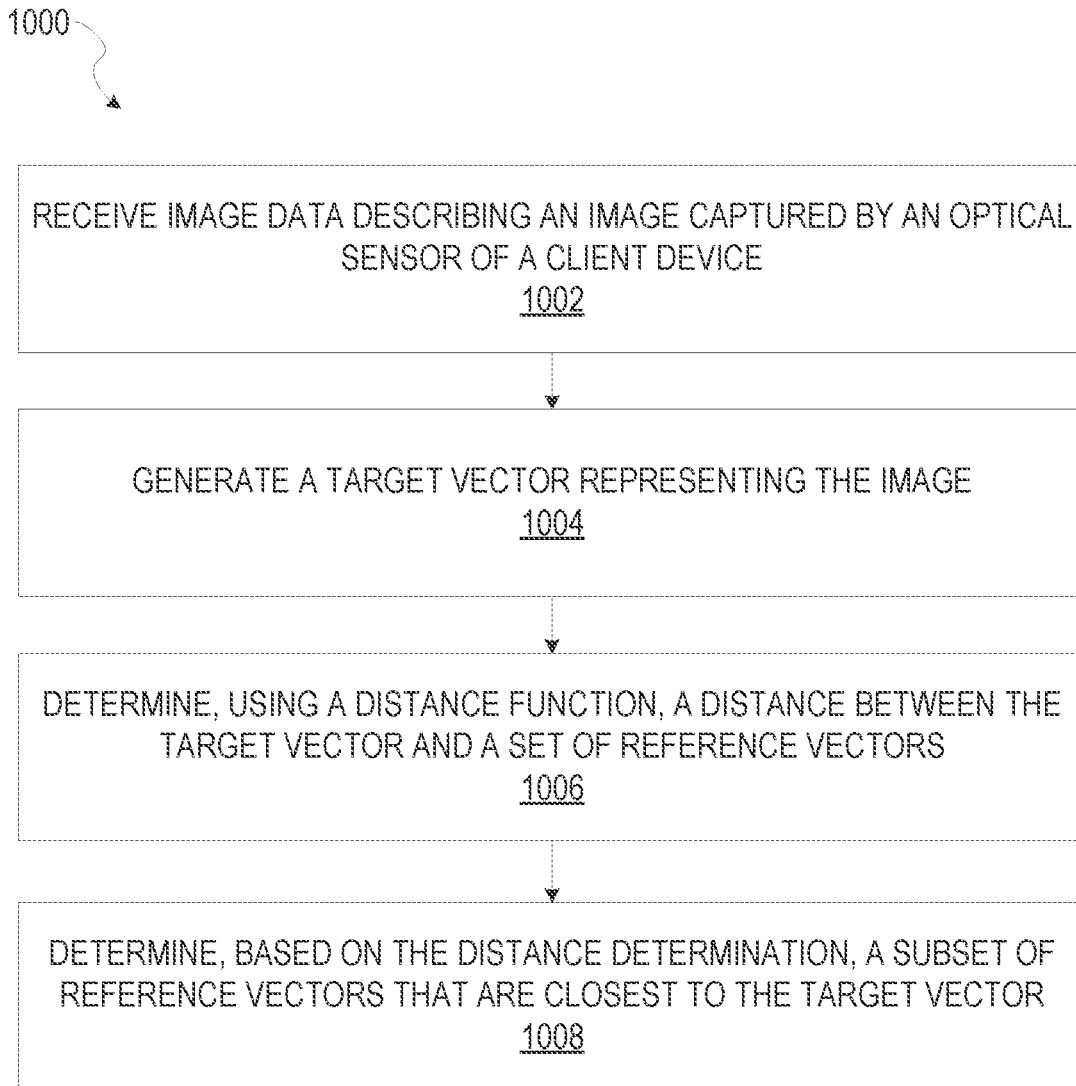 1000
RECEIVE IMAGE DATA DESCRIBING AN IMAGE CAPTURED BY AN OPTICAL
SENSOR OF A CLIENT DEVICE
1002
GENERATE A TARGET VECTOR REPRESENTING THE IMAGE
1004
DETERMINE, USING A DISTANCE FUNCTION, A DISTANCE BETWEEN THE
TARGET VECTOR AND A SET OF REFERENCE VECTORS
1006
DETERMINE, BASED ON THE DISTANCE DETERMINATION, A SUBSET OF
REFERENCE VECTORS THAT ARE CLOSEST TO THE TARGET VECTOR
1008